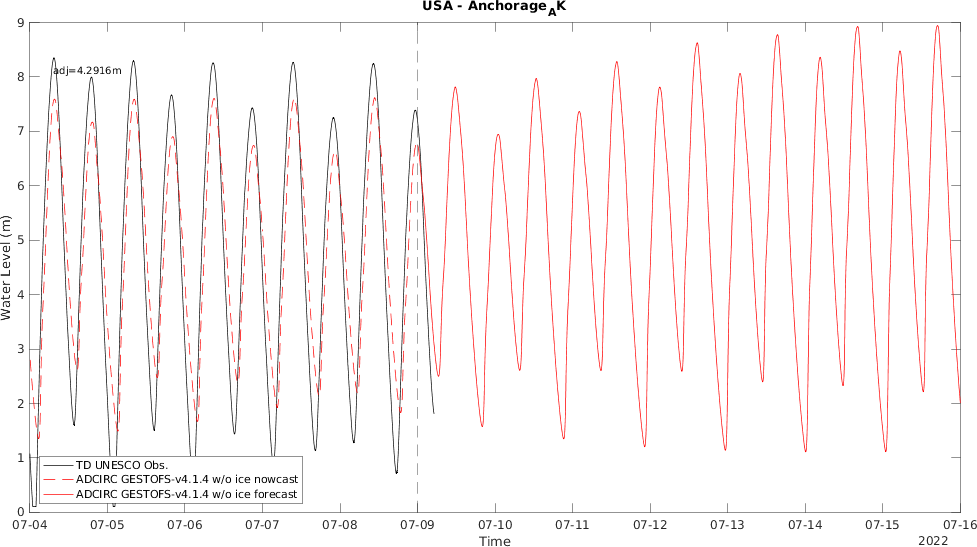 USA - Anchorage_AK
9
8
7
6
5
4
3
2
1
0
Water Level (m)
adj=4.2916m
TD UNESCO Obs.
ADCIRC GESTOFS-v4.1.4 w/o ice nowcast
ADCIRC GESTOFS-v4.1.4 w/o ice forecast
07-04 07-05 07-06 07-07 07-08 07-09 07-10 07-11 07-12 07-13 07-14 07-15 07-16
Time
2022